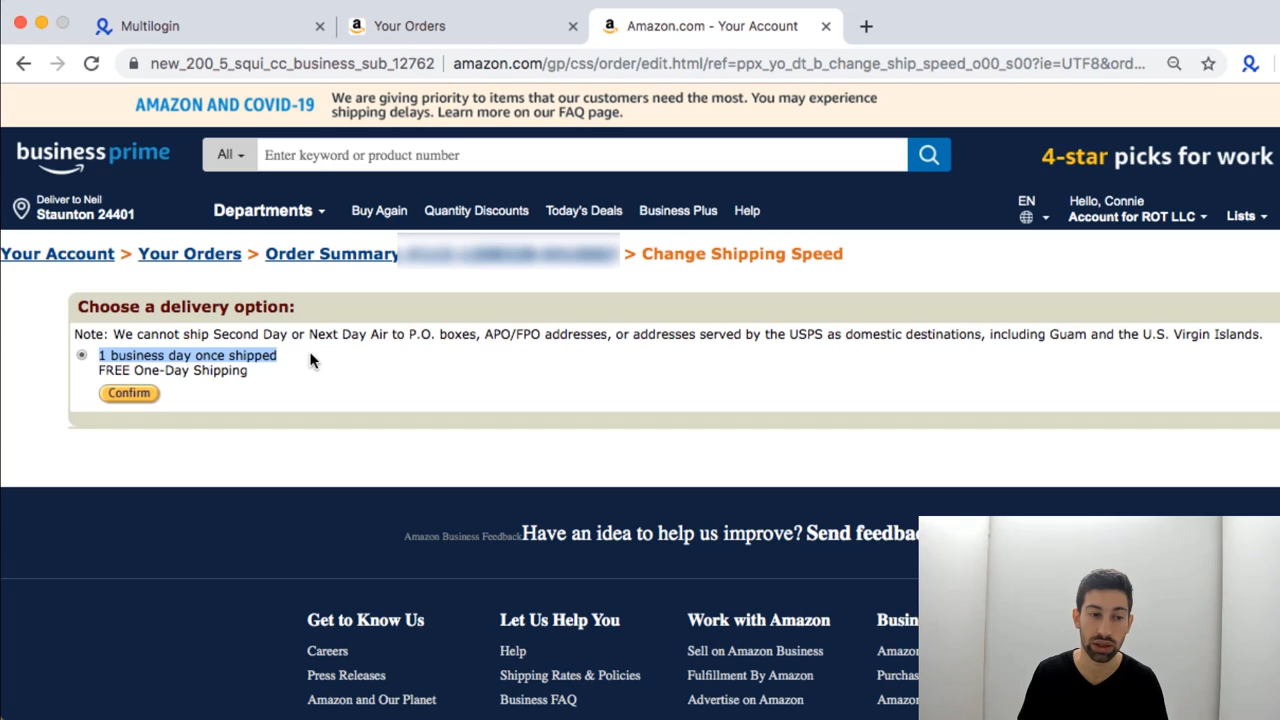 Multilogin
Your Orders
Amazon.com - Your Account
new_200_5_squi_cc_business_sub_12762
amazon.com/gp/css/order/edit.html/ref=ppx_yo_dt_b_change_ship_speed_o00_s00?ie=UTF8&ord...
AMAZON AND COVID-19
We are giving priority to items that our customers need the most. You may experience
shipping delays. Learn more on our FAQ page.
business prime
All
Enter keyword or product number
4-star picks for work
Deliver to Neil
Staunton 24401
Departments
Buy Again
Quantity Discounts
Today's Deals
Business Plus
Help
EN
Hello, Connie
Account for ROT LLC
Lists
Your Account > Your Orders > Order Summary > Change Shipping Speed
Choose a delivery option:
Note: We cannot ship Second Day or Next Day Air to P.O. boxes, APO/FPO addresses, or addresses served by the USPS as domestic destinations, including Guam and the U.S. Virgin Islands.
1 business day once shipped
FREE One-Day Shipping
Confirm
Amazon Business Feedback
Have an idea to help us improve? Send feedba
Get to Know Us
Careers
Press Releases
Amazon and Our Planet
Let Us Help You
Help
Shipping Rates & Policies
Business FAQ
Work with Amazon
Sell on Amazon Business
Fulfillment By Amazon
Advertise on Amazon
Busin
Amazo
Purchas
Amazo